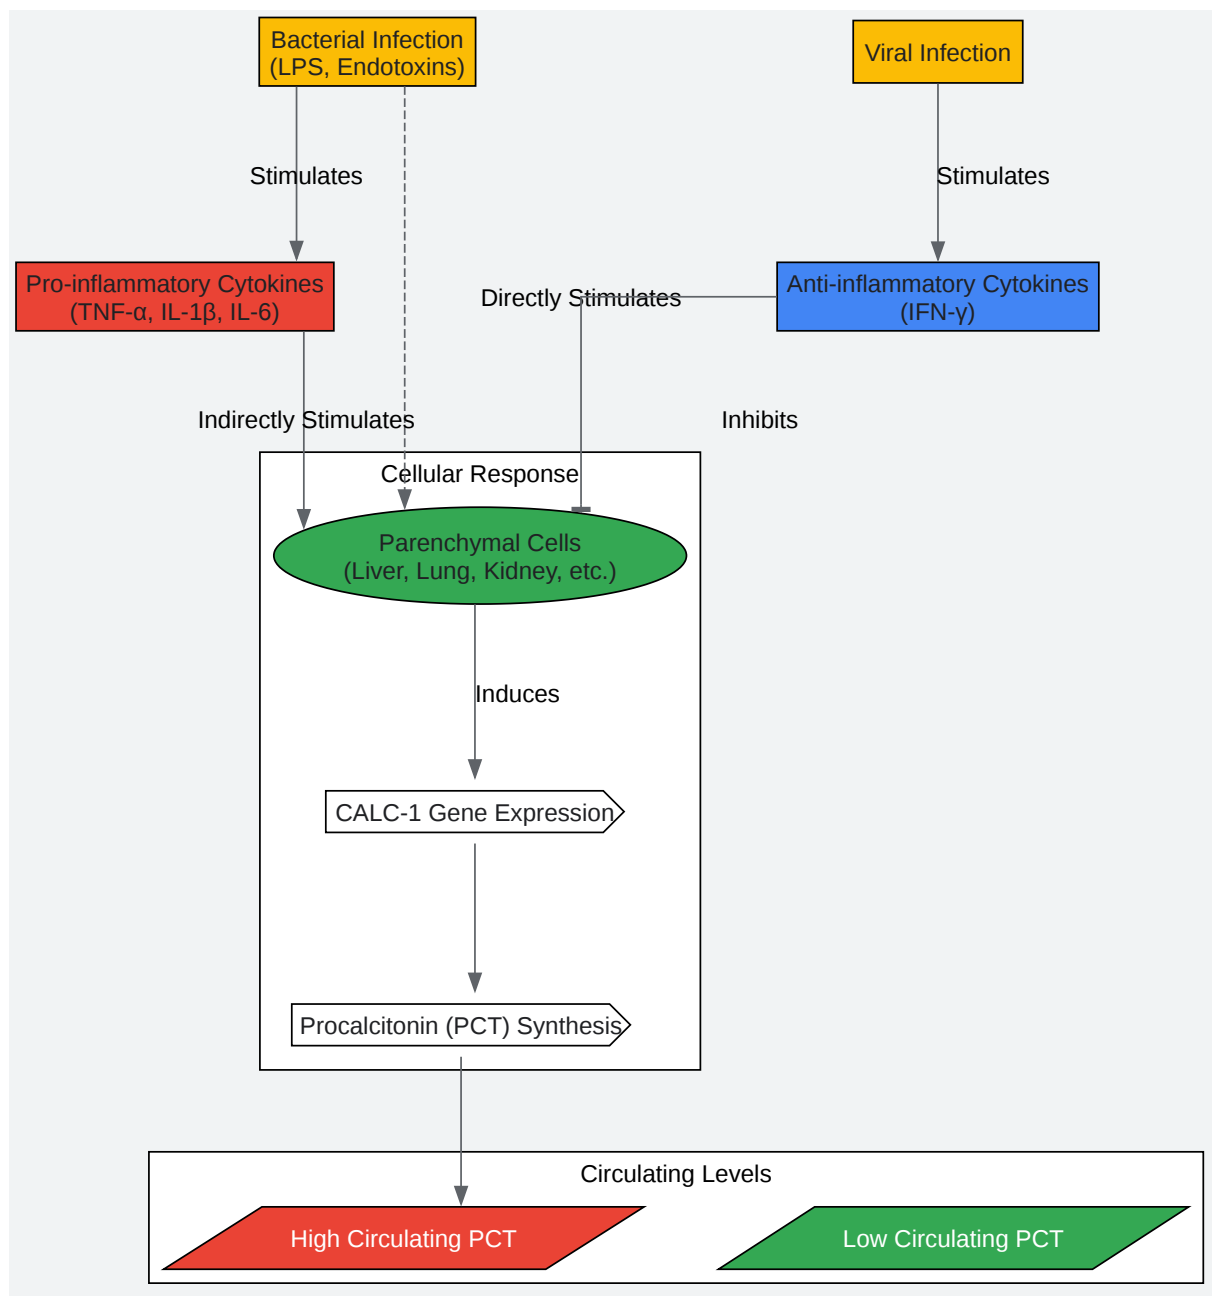 Bacterial Infection
(LPS, Endotoxins)
Viral Infection
Stimulates
Stimulates
Pro-inflammatory Cytokines
(TNF-α, IL-1β, IL-6)
Directly Stimulates
Anti-inflammatory Cytokines
(IFN-γ)
Indirectly Stimulates
Inhibits
Cellular Response
Parenchymal Cells
(Liver, Lung, Kidney, etc.)
Induces
CALC-1 Gene Expression
Procalcitonin (PCT) Synthesis
Circulating Levels
High Circulating PCT
Low Circulating PCT